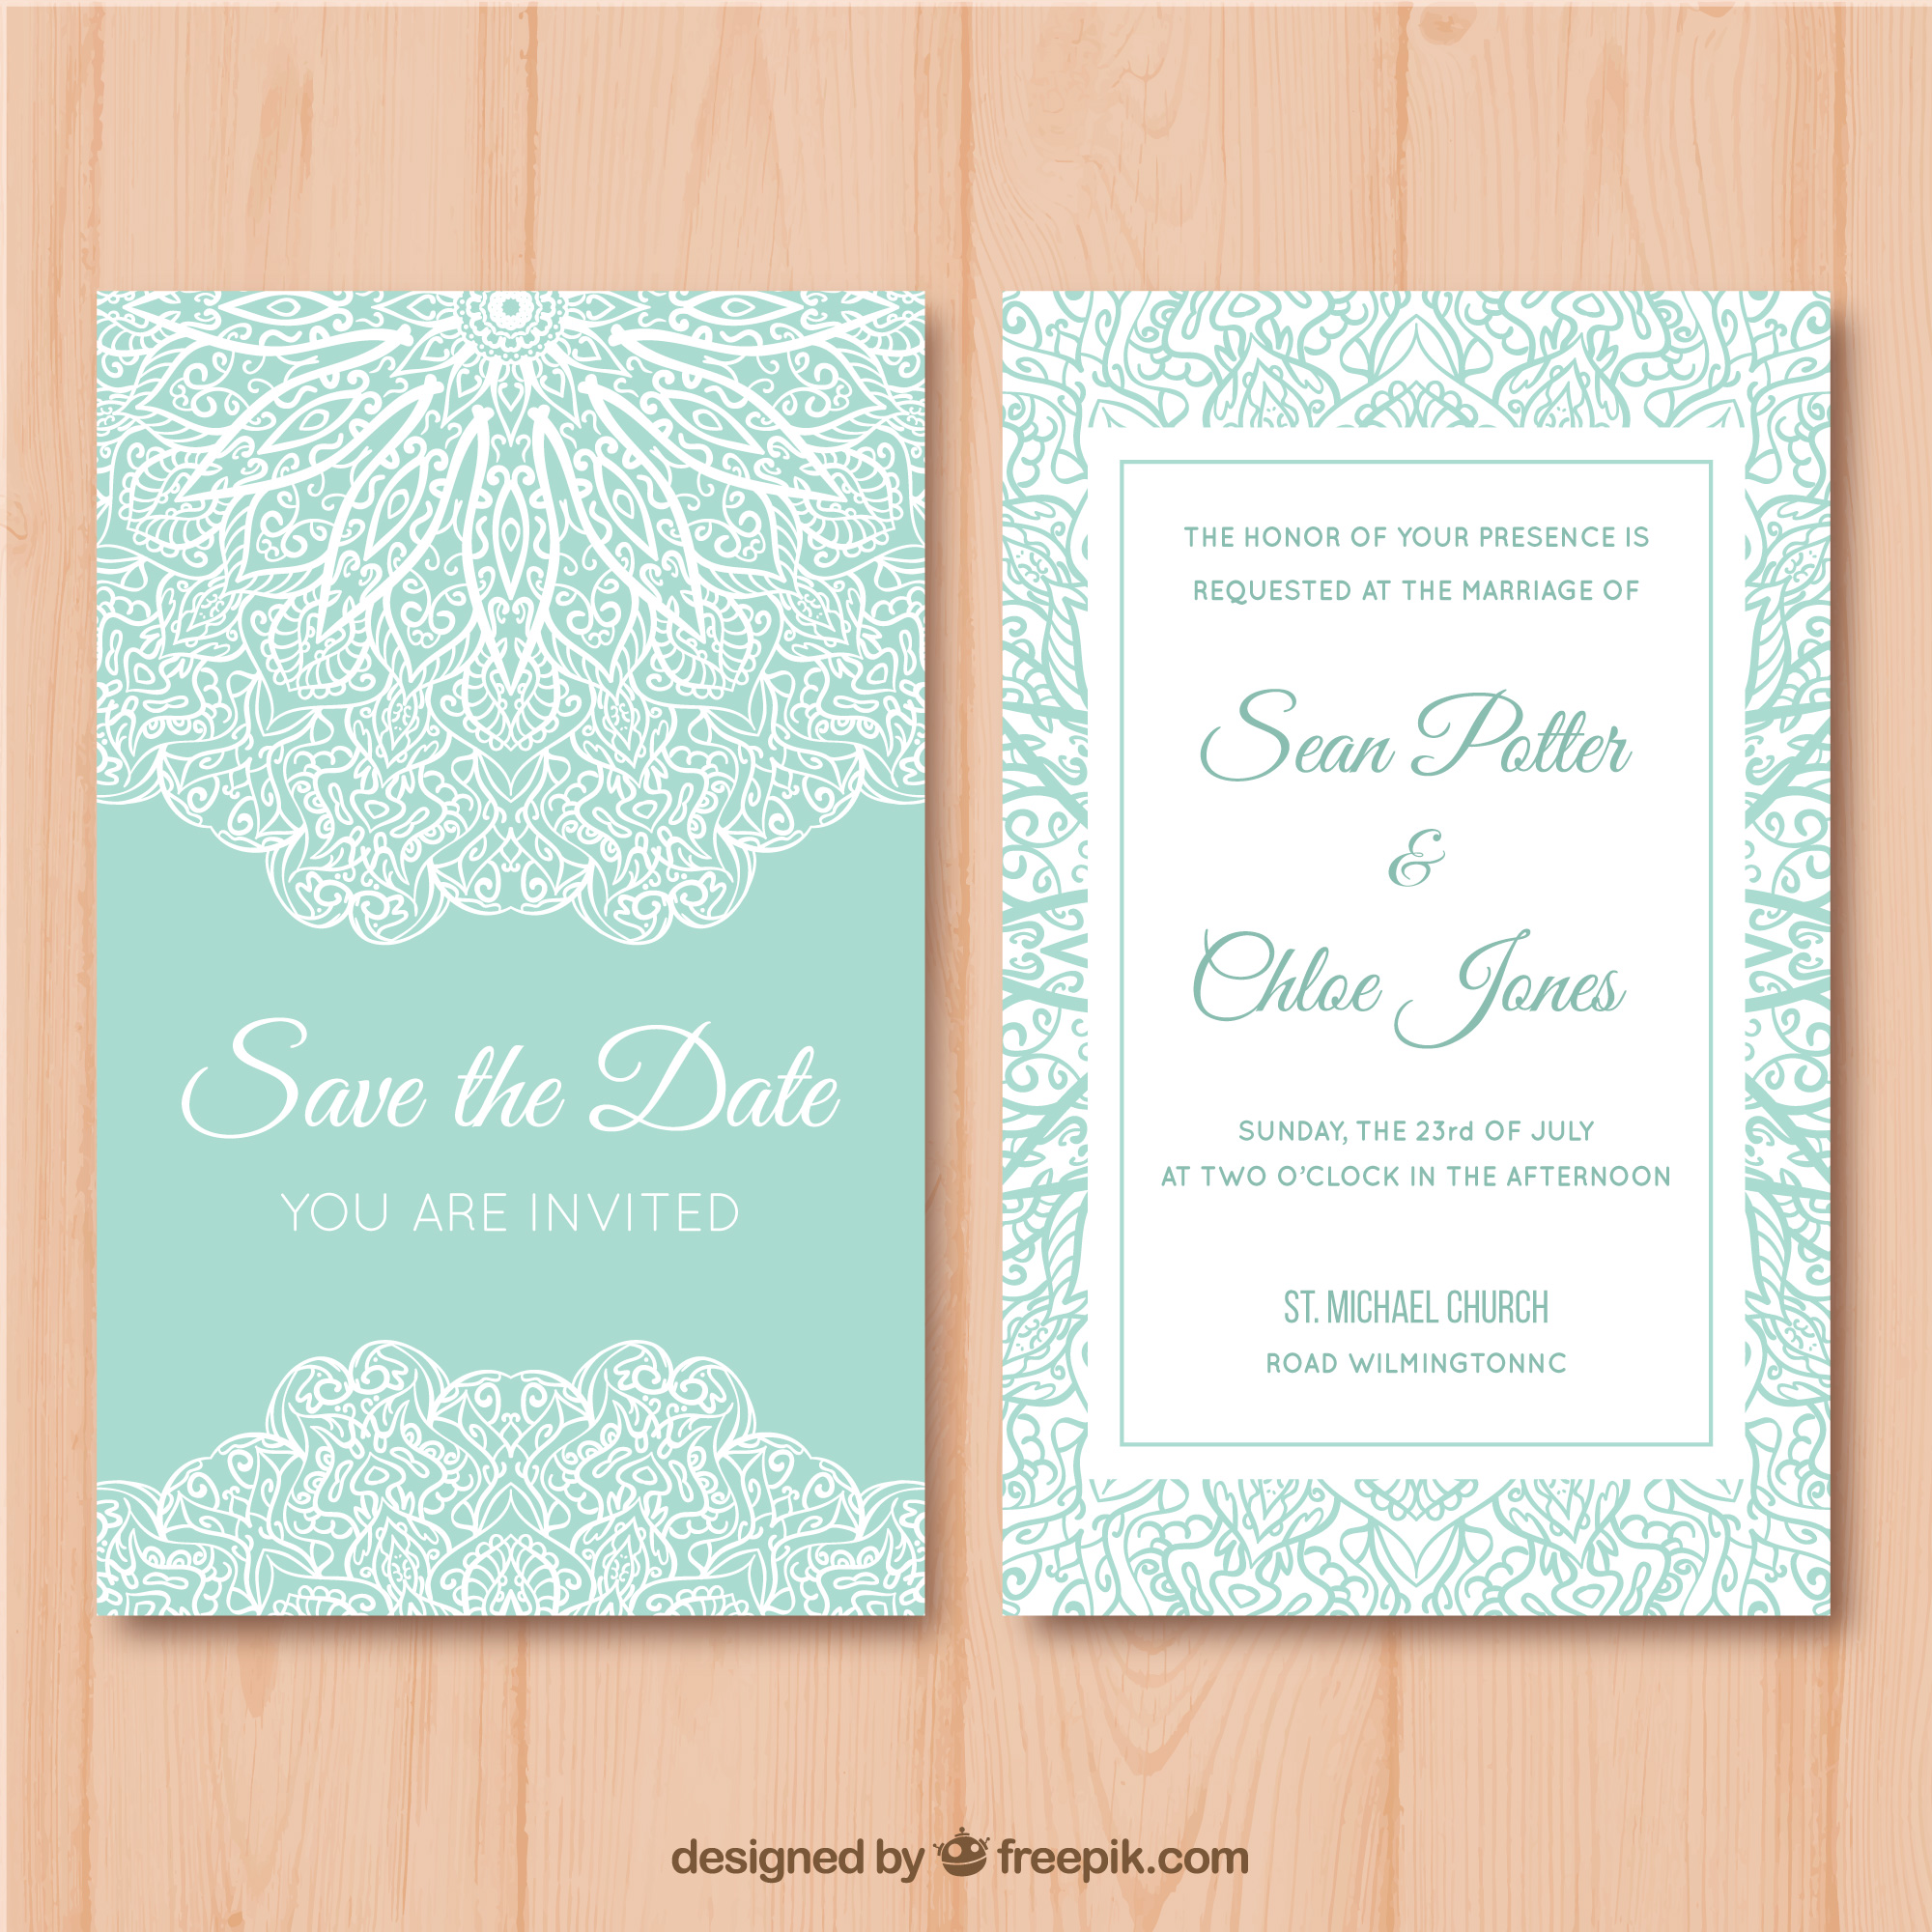 Save the Date
YOU ARE INVITED
THE HONOR OF YOUR PRESENCE IS
REQUESTED AT THE MARRIAGE OF
Sean Potter
&
Chloe Jones
SUNDAY, THE 23rd OF JULY
AT TWO O'CLOCK IN THE AFTERNOON
ST. MICHAEL CHURCH
ROAD WILMINGTONNC
designed by freepik.com